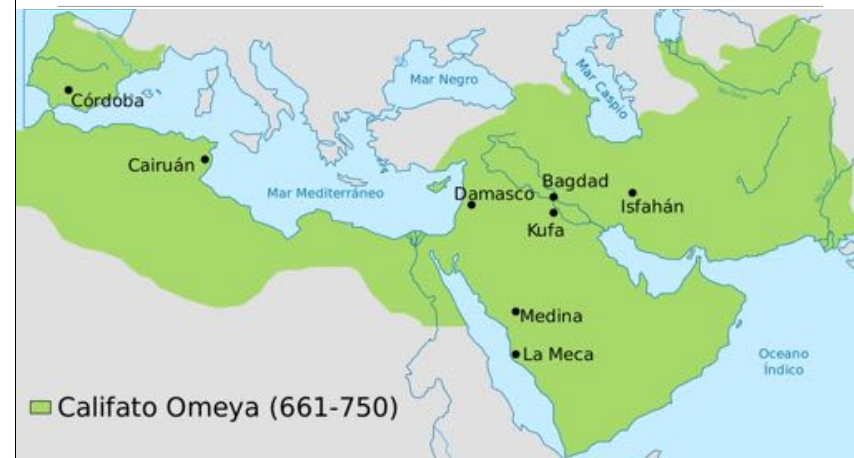 Mar Negro
Mar Caspio
Córdoba
Cairuán
Mar Mediterráneo
Damasco
Bagdad
Isfahán
Kufa
Medina
La Meca
Oceano
Índico
Califato Omeya (661-750)